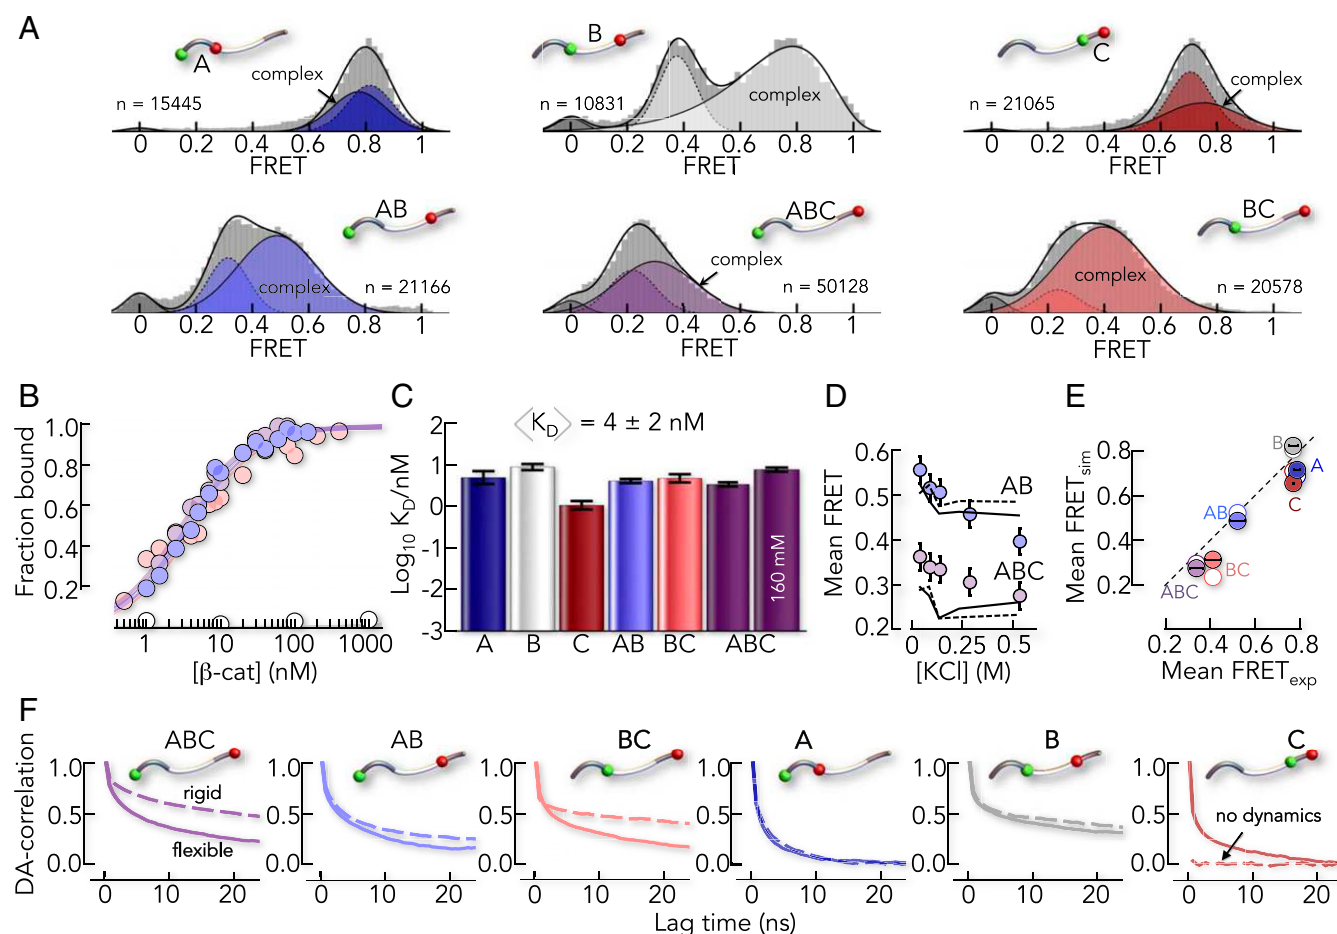 A
A
complex
n = 15445
0 0.2 0.4 0.6 0.8 1
FRET
B
n = 10831
complex
0 0.2 0.4 0.6 0.8 1
FRET
C
complex
n = 21065
0 0.2 0.4 0.6 0.8 1
FRET
AB
complex
n = 21166
0 0.2 0.4 0.6 0.8 1
FRET
ABC
complex
n = 50128
0 0.2 0.4 0.6 0.8 1
FRET
BC
complex
n = 20578
0 0.2 0.4 0.6 0.8 1
FRET
B
Fraction bound
1.0
0.8
0.6
0.4
0.2
1 10 100 1000
[β-cat] (nM)
C
⟨K_D⟩ = 4 ± 2 nM
Log₁₀ K_D/nM
2
1
0
-1
-2
-3
160 mM
A B C AB BC ABC
D
Mean FRET
0.6
0.5
0.4
0.3
0.2
AB
ABC
0 0.25 0.5
[KCl] (M)
E
Mean FRET_sim
0.8
0.6
0.4
0.2
B
A
C
AB
BC
ABC
0.2 0.4 0.6 0.8
Mean FRET_exp
F
DA-correlation
ABC
1.0
0.5
0.0
rigid
flexible
0 10 20
AB
1.0
0.5
0.0
0 10 20
BC
1.0
0.5
0.0
0 10 20
A
1.0
0.5
0.0
0 10 20
B
1.0
0.5
0.0
0 10 20
C
1.0
0.5
0.0
no dynamics
0 10 20
Lag time (ns)